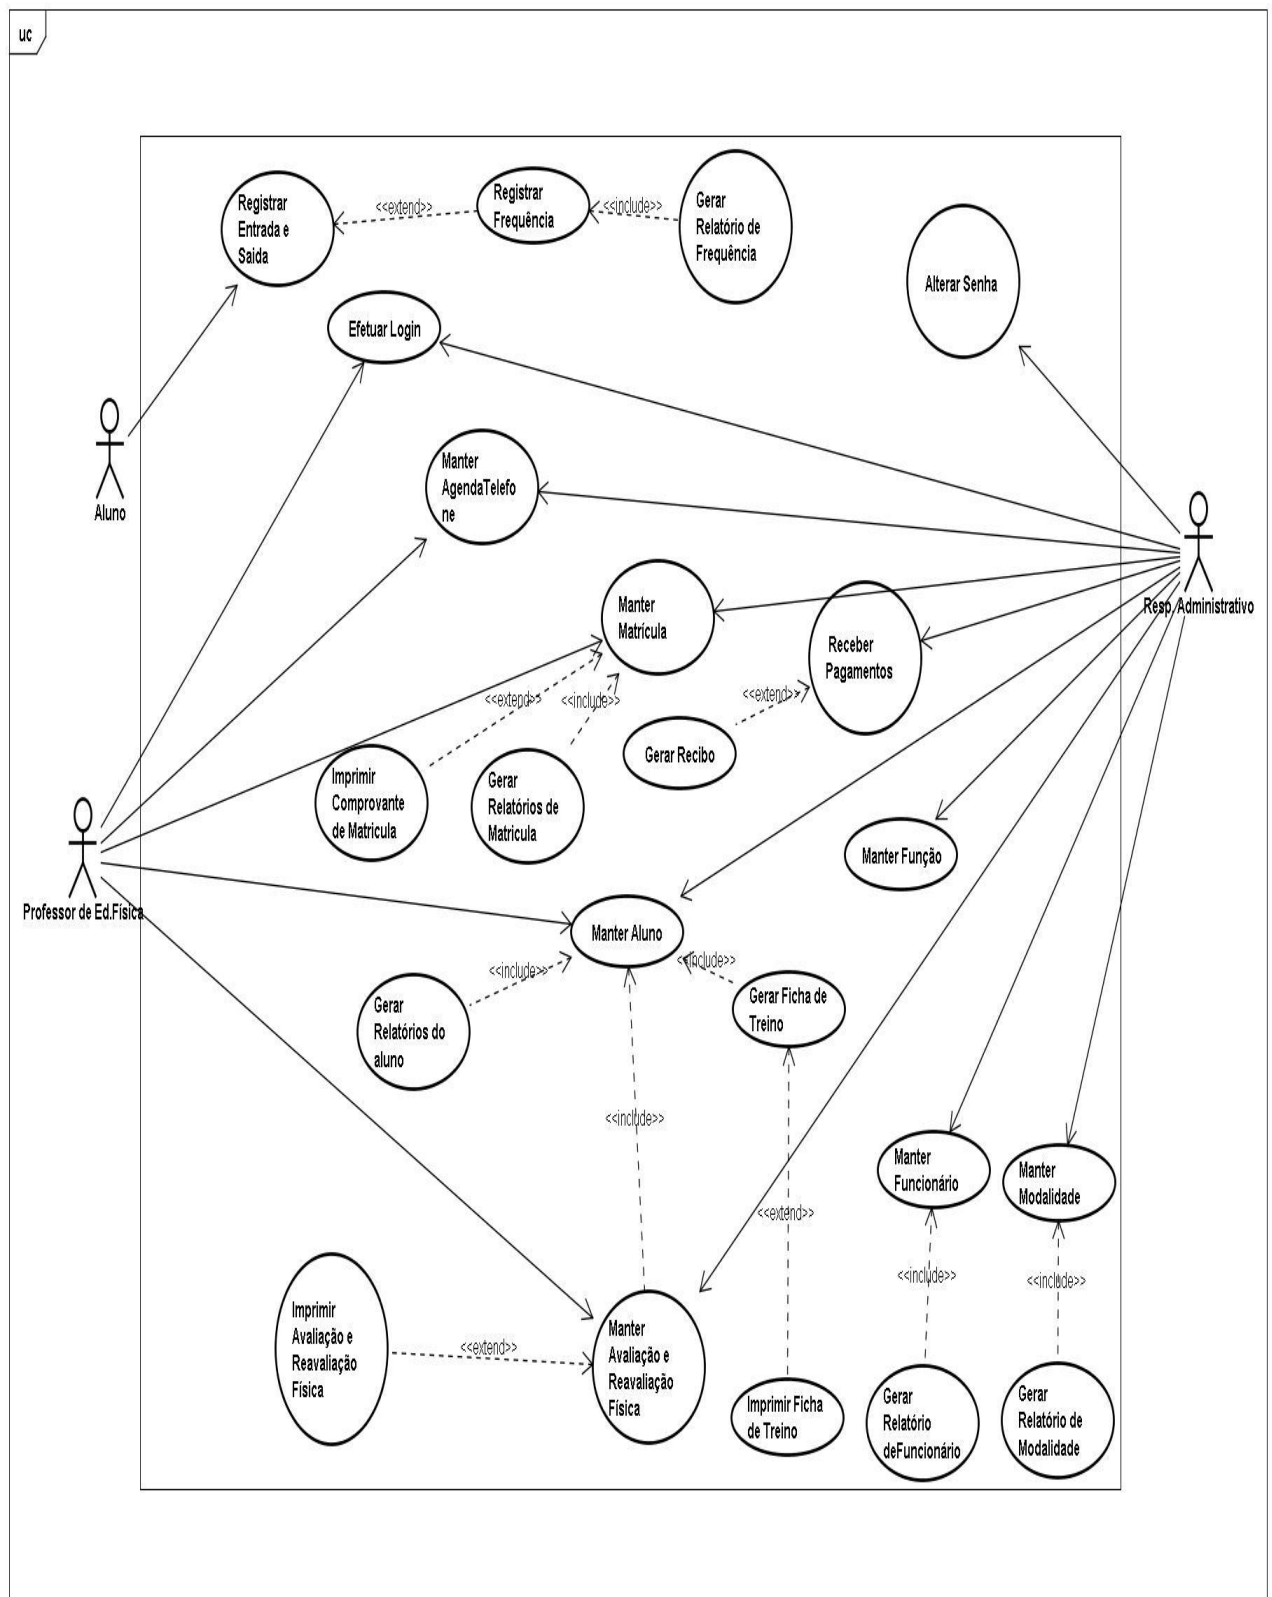 uc
Registrar
Entrada e
Saida
<<extend>>
Registrar
Frequência
<<include>>
Gerar
Relatório de
Frequência
Alterar Senha
Efetuar Login
Aluno
Manter
AgendaTelefo
ne
Resp. Administrativo
Manter
Matrícula
Receber
Pagamentos
<<extend>>
<<include>>
<<extend>>
Gerar Recibo
Imprimir
Comprovante
de Matricula
Gerar
Relatórios de
Matricula
Manter Função
Professor de Ed.Física
Manter Aluno
<<include>>
<<include>>
Gerar
Relatórios do
aluno
Gerar Ficha de
Treino
<<include>>
<<extend>>
Manter
Funcionário
Manter
Modalidade
<<include>>
<<include>>
Imprimir
Avaliação e
Reavaliação
Física
<<extend>>
Manter
Avaliação e
Reavaliação
Física
Imprimir Ficha
de Treino
Gerar
Relatório
deFuncionário
Gerar
Relatório de
Modalidade